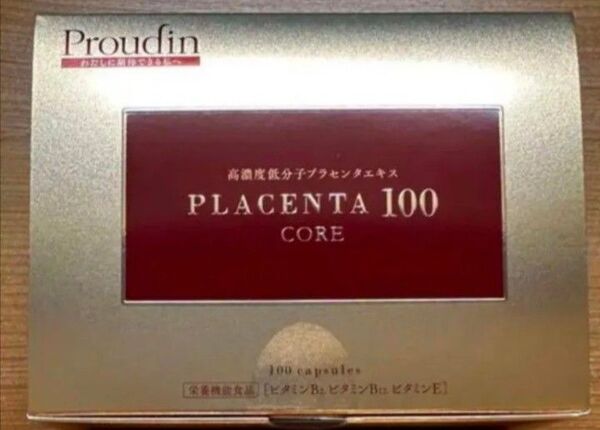 Proudin
わたしに期待できる私へ
高濃度低分子プラセンタエキス
PLACENTA 100
CORE
100 capsules
栄養機能食品 [ビタミンB2、ビタミンB12、ビタミンE]